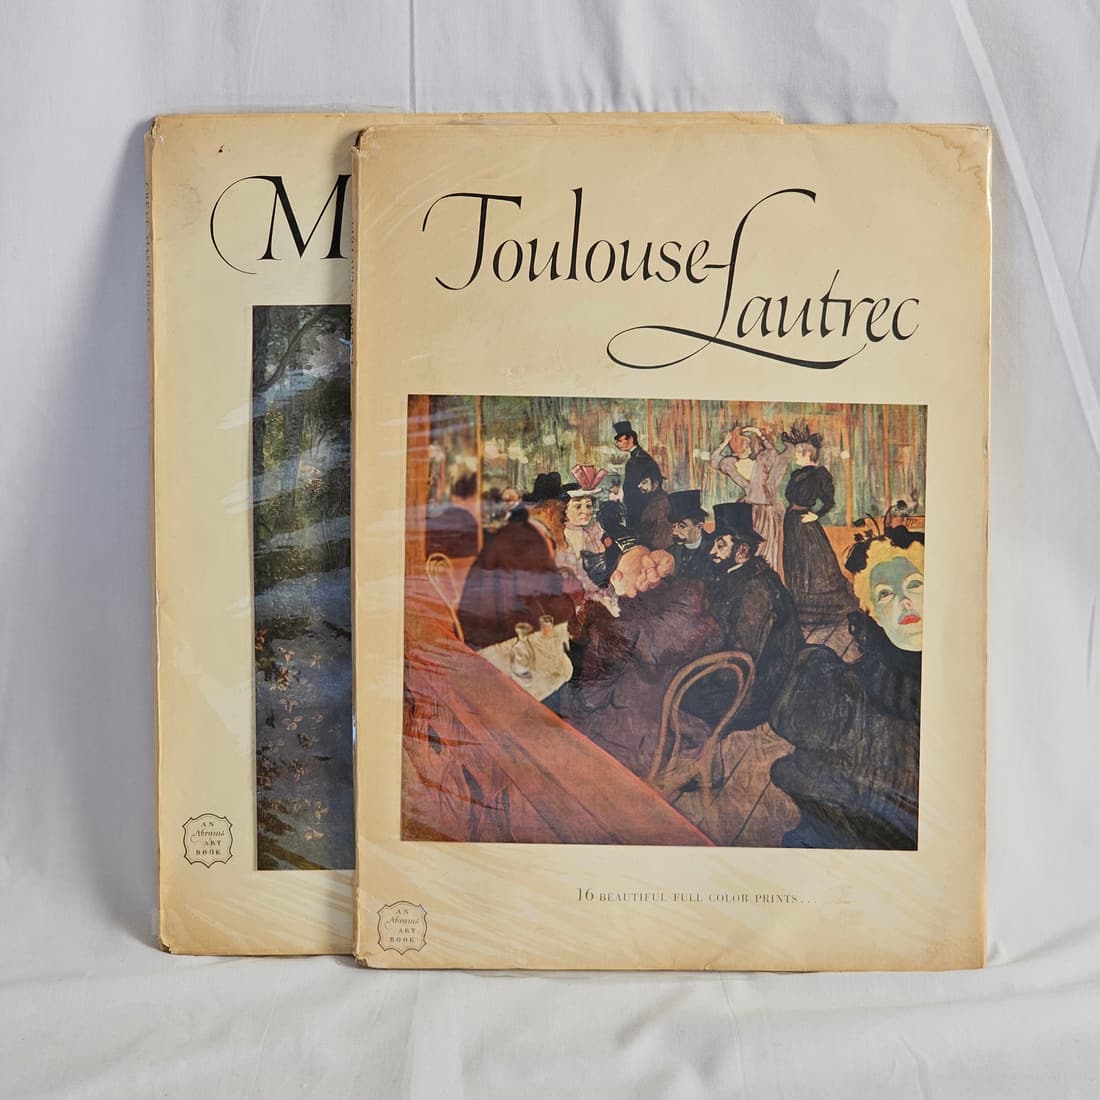 M
Toulouse-
Lautrec
16 BEAUTIFUL FULL COLOR PRINTS...
AN
Abrams
ART
BOOK
AN
Abrams
ART
BOOK